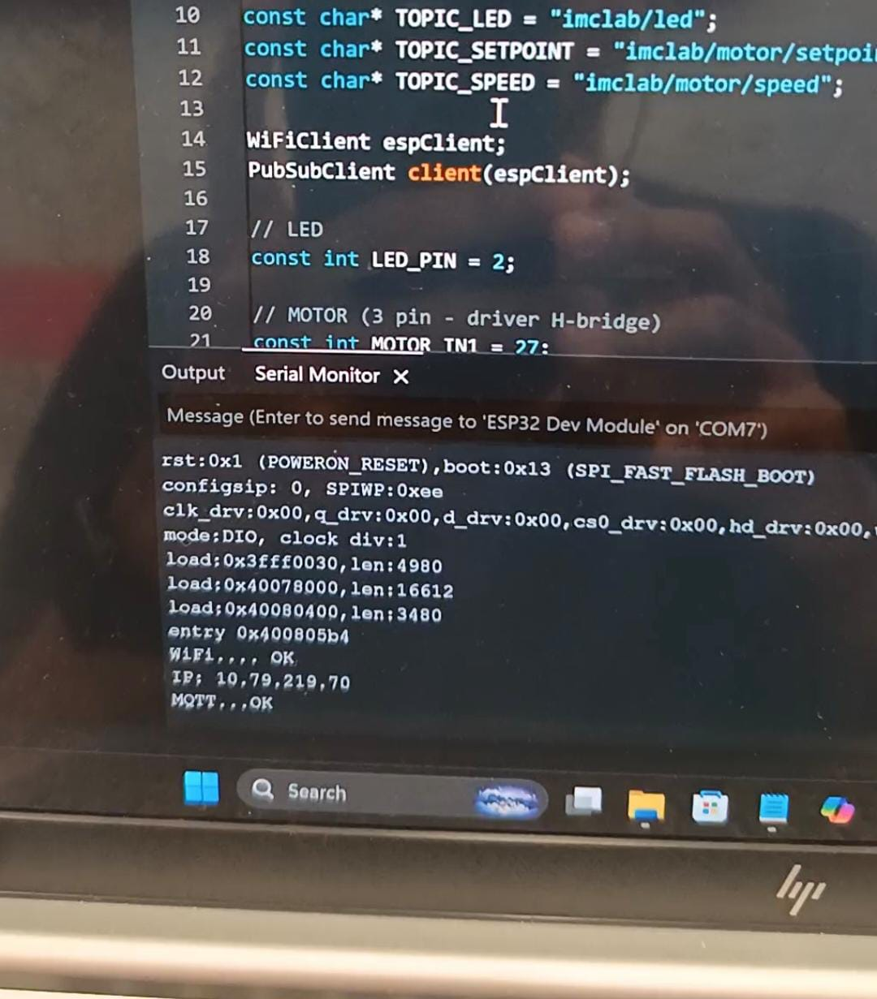 10 const char* TOPIC_LED = "imclab/led";
11 const char* TOPIC_SETPOINT = "imclab/motor/setpoi
12 const char* TOPIC_SPEED = "imclab/motor/speed";
13
14 WiFiClient espClient;
15 PubSubClient client(espClient);
16
17 // LED
18 const int LED_PIN = 2;
19
20 // MOTOR (3 pin - driver H-bridge)
21 const int MOTOR_IN1 = 27;
Output Serial Monitor X
Message (Enter to send message to 'ESP32 Dev Module' on 'COM7')
rst:0x1 (POWERON_RESET),boot:0x13 (SPI_FAST_FLASH_BOOT)
configsip: 0, SPIWP:0xee
clk_drv:0x00,q_drv:0x00,d_drv:0x00,cs0_drv:0x00,hd_drv:0x00,
mode:DIO, clock div:1
load:0x3fff0030,len:4980
load:0x40078000,len:16612
load:0x40080400,len:3480
entry 0x400805b4
WiFi.... OK
IP: 10.79.219.70
MQTT...OK
Search
hp